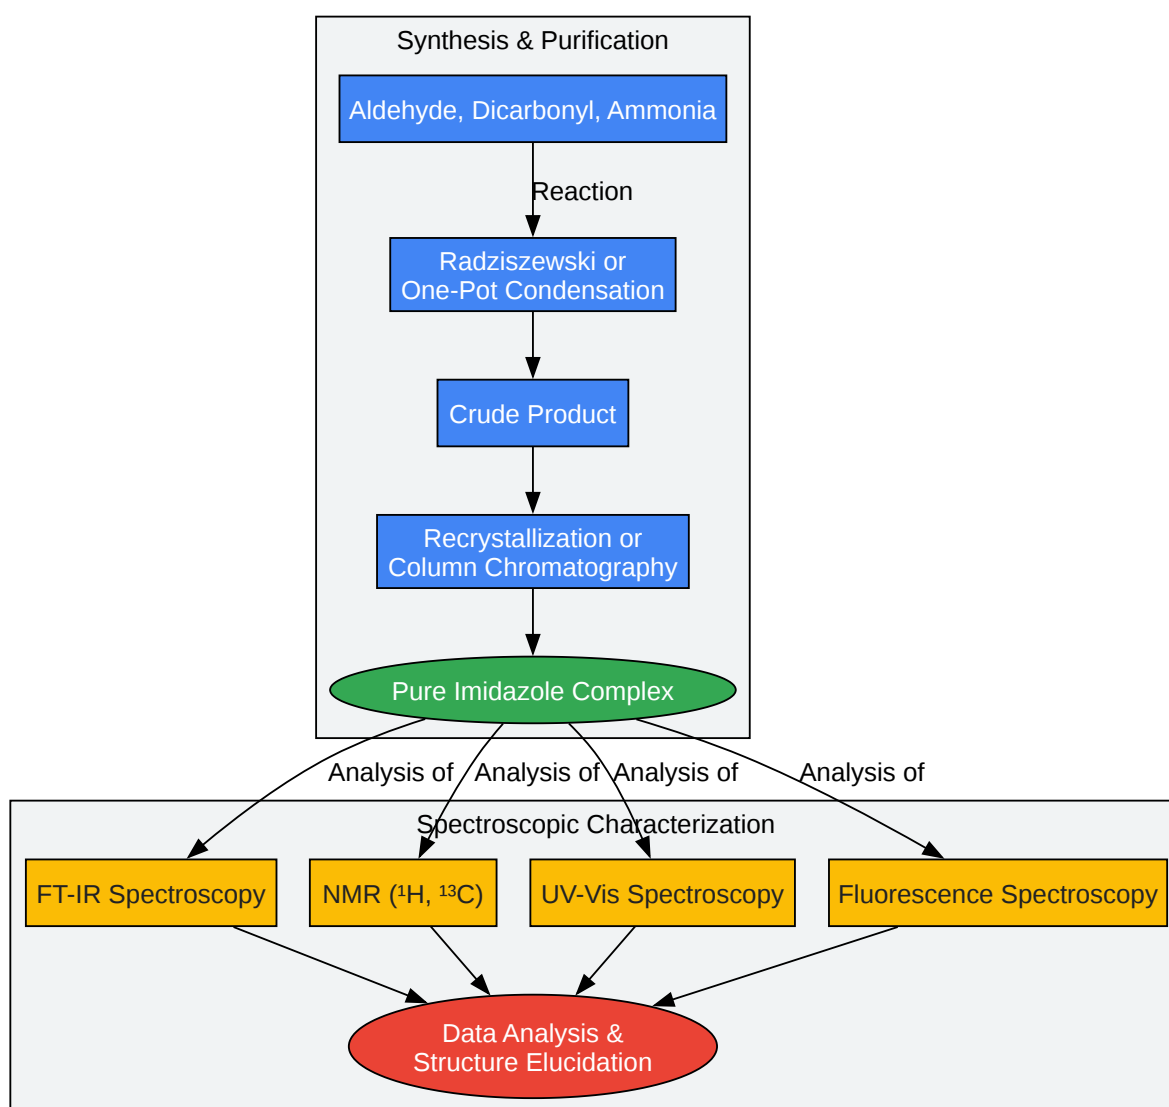 Synthesis & Purification
Aldehyde, Dicarbonyl, Ammonia
Reaction
Radziszewski or
One-Pot Condensation
Crude Product
Recrystallization or
Column Chromatography
Pure Imidazole Complex
Analysis of
Analysis of
Analysis of
Analysis of
Spectroscopic Characterization
FT-IR Spectroscopy
NMR (¹H, ¹³C)
UV-Vis Spectroscopy
Fluorescence Spectroscopy
Data Analysis &
Structure Elucidation